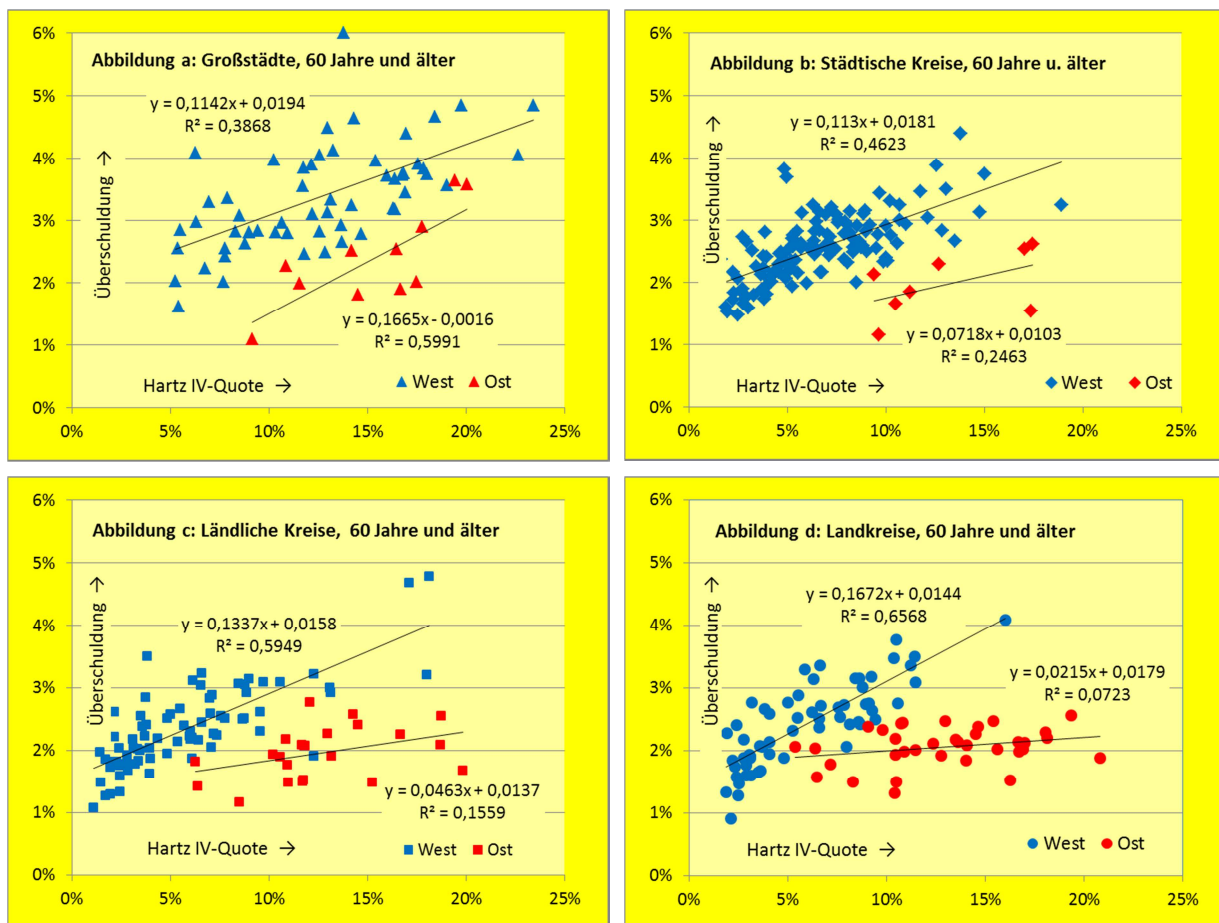 Abbildung a: Großstädte, 60 Jahre und älter
6%
5%
4%
3%
2%
1%
0%
Überschuldung →
y = 0,1142x + 0,0194
R² = 0,3868
y = 0,1665x - 0,0016
R² = 0,5991
Hartz IV-Quote →
West Ost
0% 5% 10% 15% 20% 25%
Abbildung b: Städtische Kreise, 60 Jahre u. älter
6%
5%
4%
3%
2%
1%
0%
Überschuldung →
y = 0,113x + 0,0181
R² = 0,4623
y = 0,0718x + 0,0103
R² = 0,2463
Hartz IV-Quote →
West Ost
0% 5% 10% 15% 20% 25%
Abbildung c: Ländliche Kreise, 60 Jahre und älter
6%
5%
4%
3%
2%
1%
0%
Überschuldung →
y = 0,1337x + 0,0158
R² = 0,5949
y = 0,0463x + 0,0137
R² = 0,1559
Hartz IV-Quote →
West Ost
0% 5% 10% 15% 20% 25%
Abbildung d: Landkreise, 60 Jahre und älter
6%
5%
4%
3%
2%
1%
0%
Überschuldung →
y = 0,1672x + 0,0144
R² = 0,6568
y = 0,0215x + 0,0179
R² = 0,0723
Hartz IV-Quote →
West Ost
0% 5% 10% 15% 20% 25%